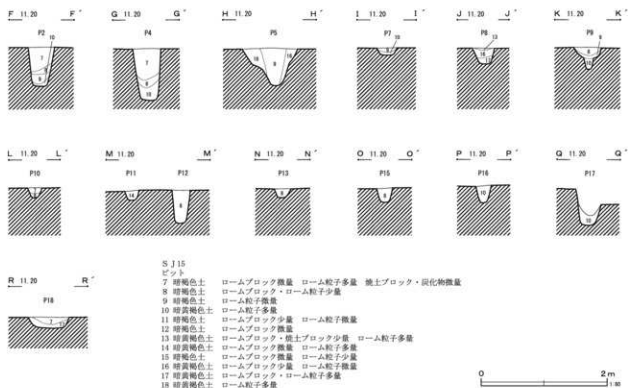 F 11.20 F´
G 11.20 G´
H 11.20 H´
I 11.20 I´
J 11.20 J´
K 11.20 K´
P2
P4
P5
P7
P8
P9
L 11.20 L´
M 11.20 M´
N 11.20 N´
O 11.20 O´
P 11.20 P´
Q 11.20 Q´
P10
P11
P12
P13
P15
P16
P17
R 11.20 R´
P18
SJ15
ピット
7 暗褐色土 ロームブロック微量 ローム粒子多量 焼土ブロック・炭化物微量
8 暗褐色土 ロームブロック・ローム粒子少量
9 暗褐色土 ローム粒子微量
10 暗黄褐色土 ローム粒子多量
11 暗黄褐色土 ロームブロック少量 ローム粒子微量
12 暗褐色土 ロームブロック微量
13 暗黄褐色土 ロームブロック・焼土ブロック少量 ローム粒子多量
14 暗黄褐色土 ロームブロック微量 ローム粒子多量
15 暗褐色土 ロームブロック微量 ローム粒子少量
16 暗黄褐色土 ロームブロック少量 ローム粒子微量
17 暗黄褐色土 ロームブロック・ローム粒子多量
18 暗黄褐色土 ローム粒子多量
0 2m